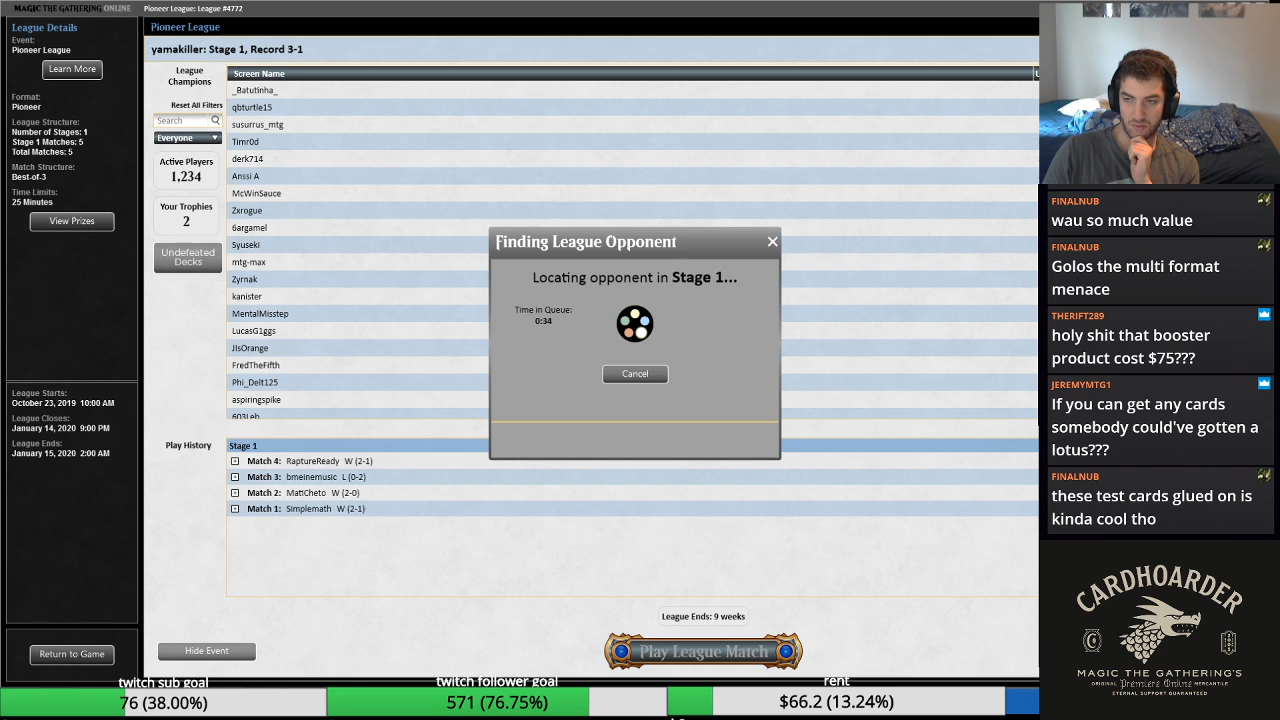 MAGIC THE GATHERING ONLINE
Pioneer League: League #4772
League Details
Event:
Pioneer League
Learn More
Format:
Pioneer
League Structure:
Number of Stages: 1
Stage 1 Matches: 5
Total Matches: 5
Match Structure:
Best-of-3
Time Limits:
25 Minutes
View Prizes
League Starts:
October 23, 2019 10:00 AM
League Closes:
January 14, 2020 9:00 PM
League Ends:
January 15, 2020 2:00 AM
Return to Game
Pioneer League
yamakiller: Stage 1, Record 3-1
League
Champions
Reset All Filters
Search
Everyone
Active Players
1,234
Your Trophies
2
Undefeated
Decks
Screen Name
_Batutinha_
qbturtle15
susurrus_mtg
Timr0d
derk714
Anssi A
McWinSauce
Zxrogue
6argamel
Syuseki
mtg-max
Zyrnak
kanister
MentalMisstep
LucasG1ggs
JIsOrange
FredTheFifth
Phi_Delt125
aspiringspike
603Leb
Finding League Opponent
Locating opponent in Stage 1...
Time in Queue:
0:34
Cancel
Play History
Stage 1
Match 4: RaptureReady W (2-1)
Match 3: bmeinemusic L (0-2)
Match 2: MattCheto W (2-0)
Match 1: Simplemath W (2-1)
League Ends: 9 weeks
Hide Event
Play League Match
FINALNUB
wau so much value
FINALNUB
Golos the multi format
menace
THERIFT289
holy shit that booster
product cost $75???
JEREMYMTG1
If you can get any cards
somebody could've gotten a
lotus???
FINALNUB
these test cards glued on is
kinda cool tho
CARDHOARDER
MAGIC THE GATHERING'S
ORIGINAL Premiere Online MERCANTILE
ETERNAL SUPPORT GUARANTEED
twitch sub goal
76 (38.00%)
twitch follower goal
571 (76.75%)
rent
$66.2 (13.24%)